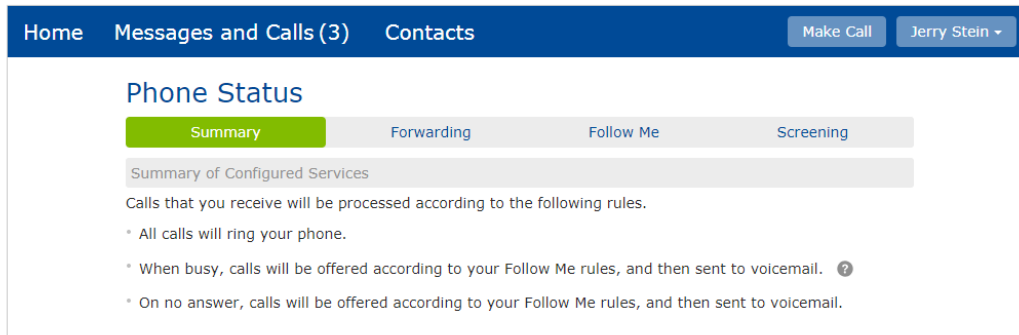 Home Messages and Calls (3) Contacts Make Call Jerry Stein
Phone Status
Summary Forwarding Follow Me Screening
Summary of Configured Services
Calls that you receive will be processed according to the following rules.
All calls will ring your phone.
When busy, calls will be offered according to your Follow Me rules, and then sent to voicemail. ?
On no answer, calls will be offered according to your Follow Me rules, and then sent to voicemail.